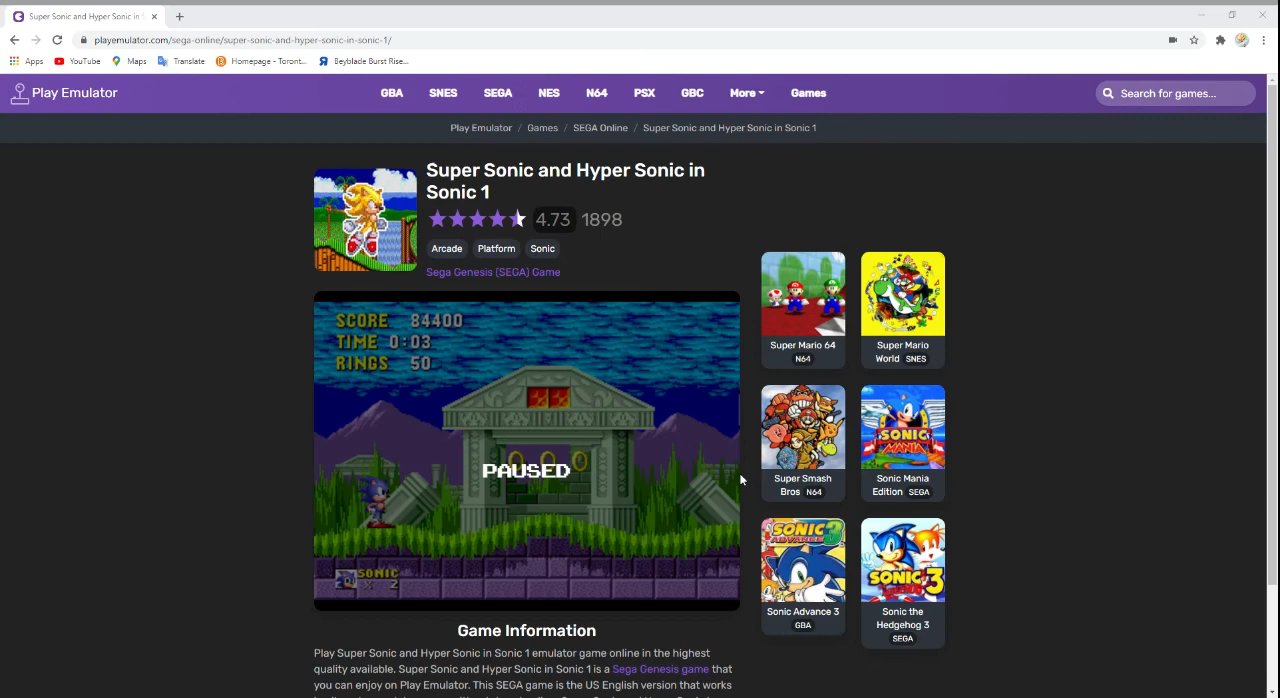 Super Sonic and Hyper Sonic in S
playemulator.com/sega-online/super-sonic-and-hyper-sonic-in-sonic-1/
Apps YouTube Maps Translate Homepage - Toront... Beyblade Burst Rise...
Play Emulator GBA SNES SEGA NES N64 PSX GBC More Games Search for games...
Play Emulator / Games / SEGA Online / Super Sonic and Hyper Sonic in Sonic 1
Super Sonic and Hyper Sonic in
Sonic 1
4.73 1898
Arcade Platform Sonic
Sega Genesis (SEGA) Game
SCORE 84400
TIME 0:03
RINGS 50
PAUSED
SONIC
× 2
Super Mario 64
N64
Super Mario
World SNES
Super Smash
Bros N64
SONIC
MANIA
Sonic Mania
Edition SEGA
SONIC
ADVANCE 3
Sonic Advance 3
GBA
SONIC
3
Sonic the
Hedgehog 3
SEGA
Game Information
Play Super Sonic and Hyper Sonic in Sonic 1 emulator game online in the highest
quality available. Super Sonic and Hyper Sonic in Sonic 1 is a Sega Genesis game that
you can enjoy on Play Emulator. This SEGA game is the US English version that works